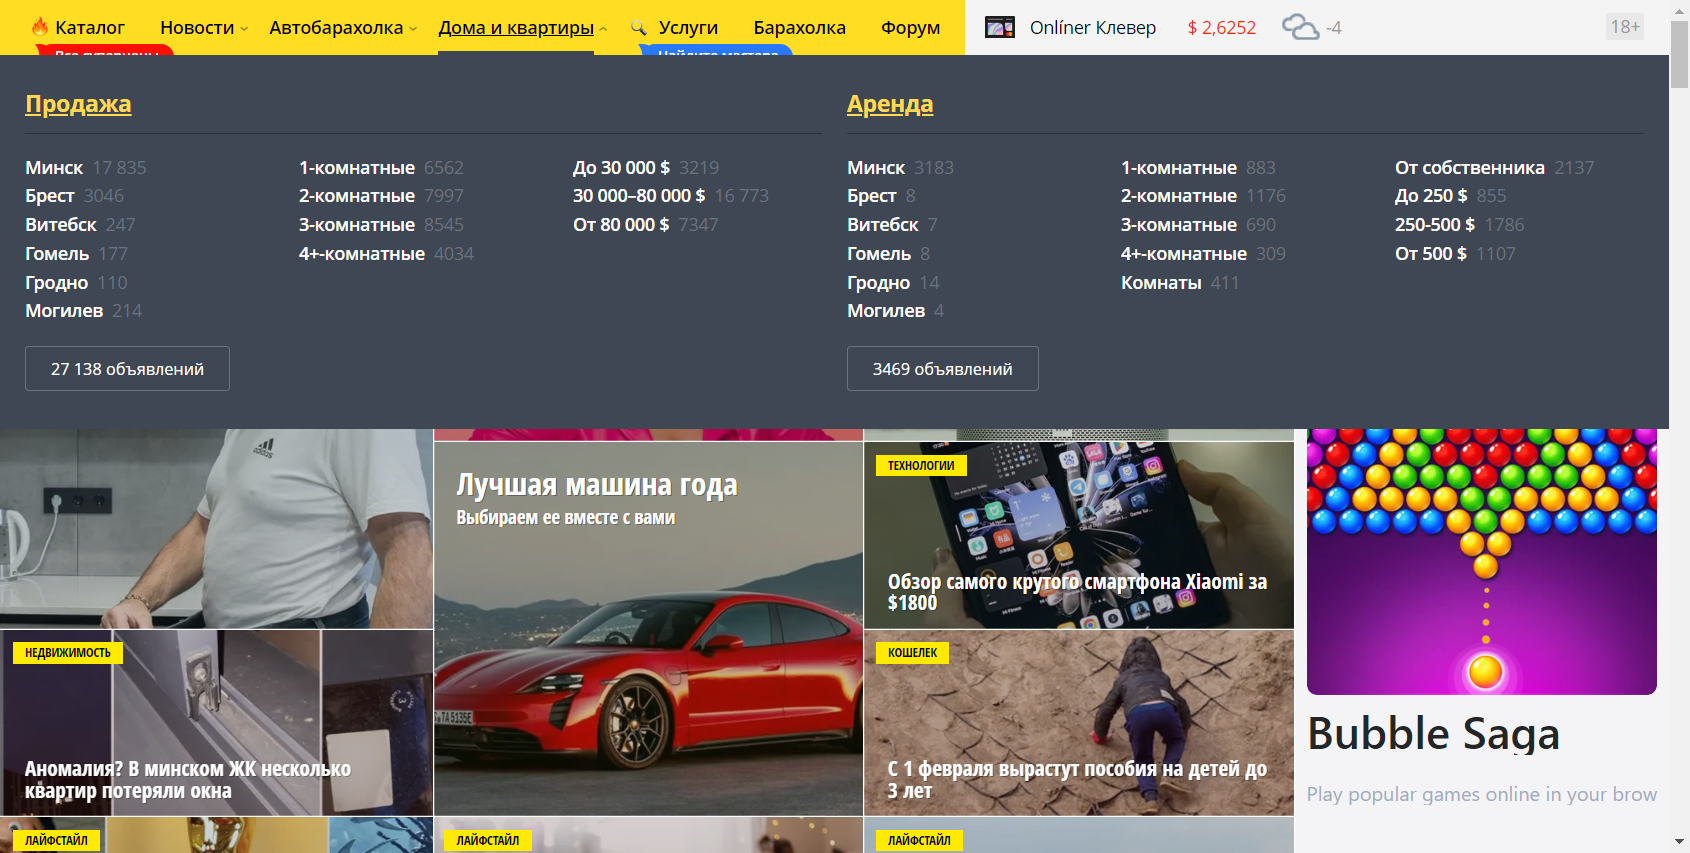 Каталог
Новости
Автобарахолка
Дома и квартиры
Услуги
Барахолка
Форум
Onlíner Клевер
$ 2,6252
-4
18+
Все суперцены
Найдите мастера
Продажа
Минск 17 835
Брест 3046
Витебск 247
Гомель 177
Гродно 110
Могилев 214
1-комнатные 6562
2-комнатные 7997
3-комнатные 8545
4+-комнатные 4034
До 30 000 $ 3219
30 000–80 000 $ 16 773
От 80 000 $ 7347
27 138 объявлений
Аренда
Минск 3183
Брест 8
Витебск 7
Гомель 8
Гродно 14
Могилев 4
1-комнатные 883
2-комнатные 1176
3-комнатные 690
4+-комнатные 309
Комнаты 411
От собственника 2137
До 250 $ 855
250-500 $ 1786
От 500 $ 1107
3469 объявлений
adidas
Лучшая машина года
Выбираем ее вместе с вами
ТЕХНОЛОГИИ
Обзор самого крутого смартфона Xiaomi за
$1800
НЕДВИЖИМОСТЬ
Аномалия? В минском ЖК несколько
квартир потеряли окна
КОШЕЛЕК
С 1 февраля вырастут пособия на детей до
3 лет
Bubble Saga
Play popular games online in your brow
ЛАЙФСТАЙЛ
ЛАЙФСТАЙЛ
ЛАЙФСТАЙЛ